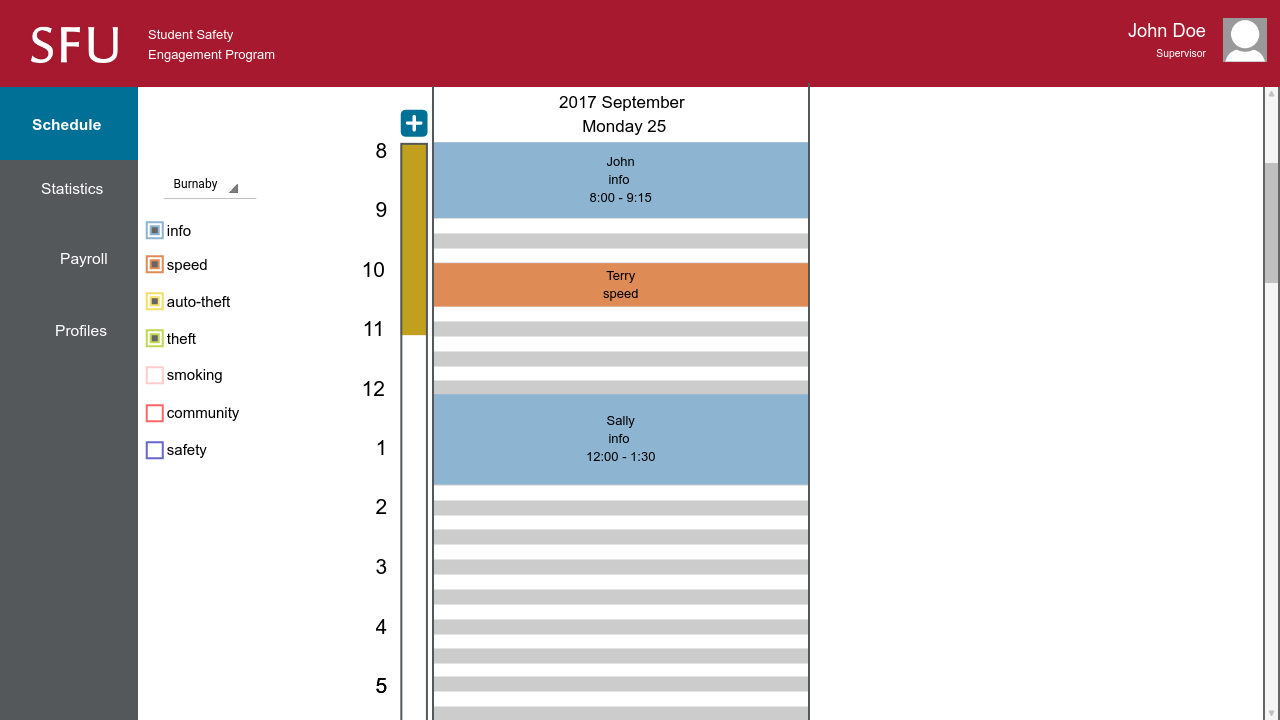 SFU
Student Safety
Engagement Program
John Doe
Supervisor
Schedule
Statistics
Payroll
Profiles
Burnaby
info
speed
auto-theft
theft
smoking
community
safety
2017 September
Monday 25
8
9
10
11
12
1
2
3
4
5
John
info
8:00 - 9:15
Terry
speed
Sally
info
12:00 - 1:30